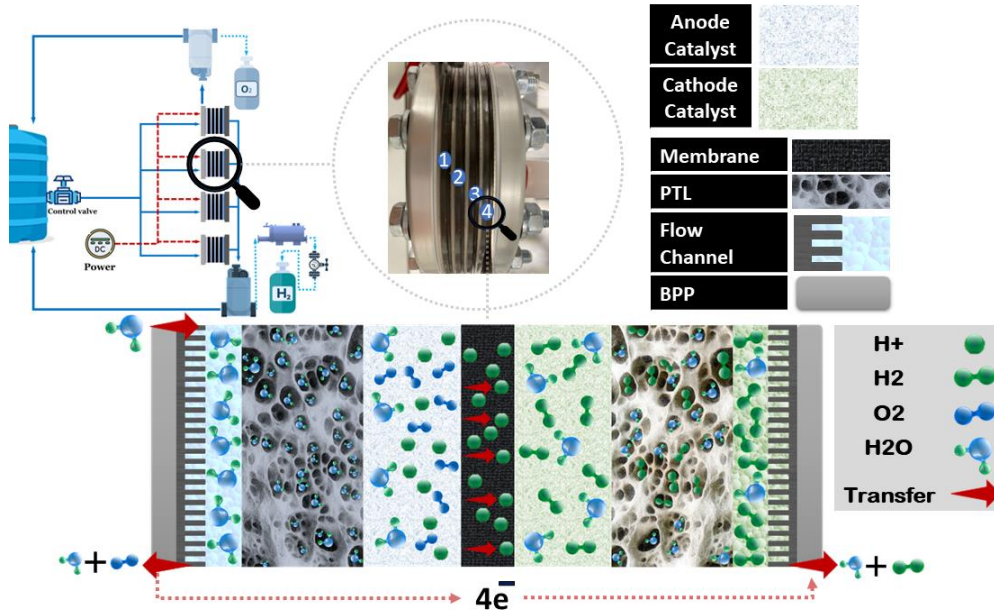 O2
Control valve
DC
Power
H2
1
2
3
4
Anode
Catalyst
Cathode
Catalyst
Membrane
PTL
Flow
Channel
BPP
H+
H2
O2
H2O
Transfer
+
+
4e-